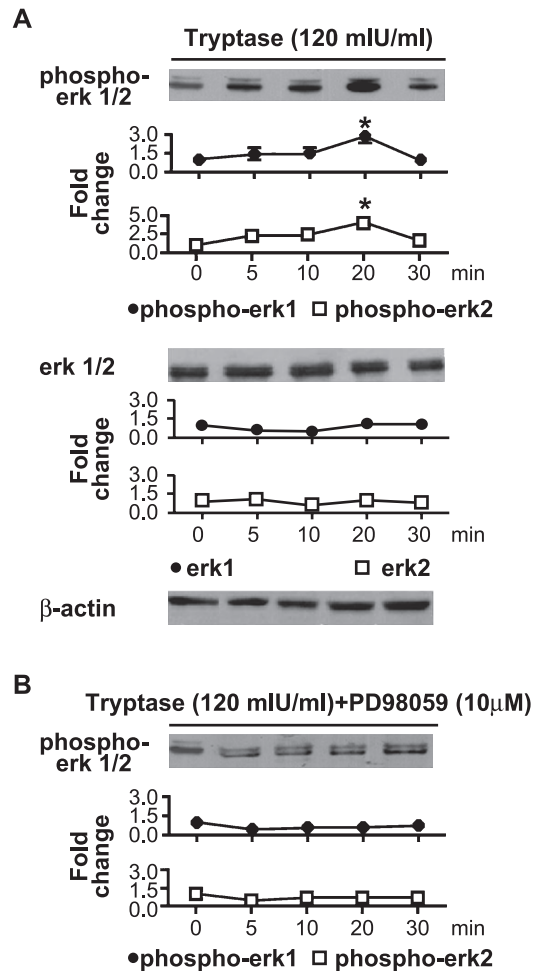 A
Tryptase (120 mIU/ml)
phospho-
erk 1/2
3.0
1.5
0.0
*
Fold
change
5.0
2.5
0.0
*
0 5 10 20 30 min
●phospho-erk1 □ phospho-erk2
erk 1/2
3.0
1.5
0.0
Fold
change
3.0
1.5
0.0
0 5 10 20 30 min
● erk1 □ erk2
β-actin
B
Tryptase (120 mIU/ml)+PD98059 (10μM)
phospho-
erk 1/2
3.0
1.5
0.0
Fold
change
3.0
1.5
0.0
0 5 10 20 30 min
●phospho-erk1 □ phospho-erk2